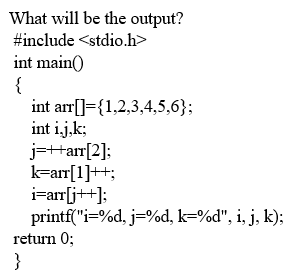 What will be the output?
#include <stdio.h>
int main()
{
int arr[]={1,2,3,4,5,6};
int i,j,k;
j=++arr[2];
k=arr[1]++;
i=arr[j++];
printf("i=%d, j=%d, k=%d", i, j, k);
return 0;
}